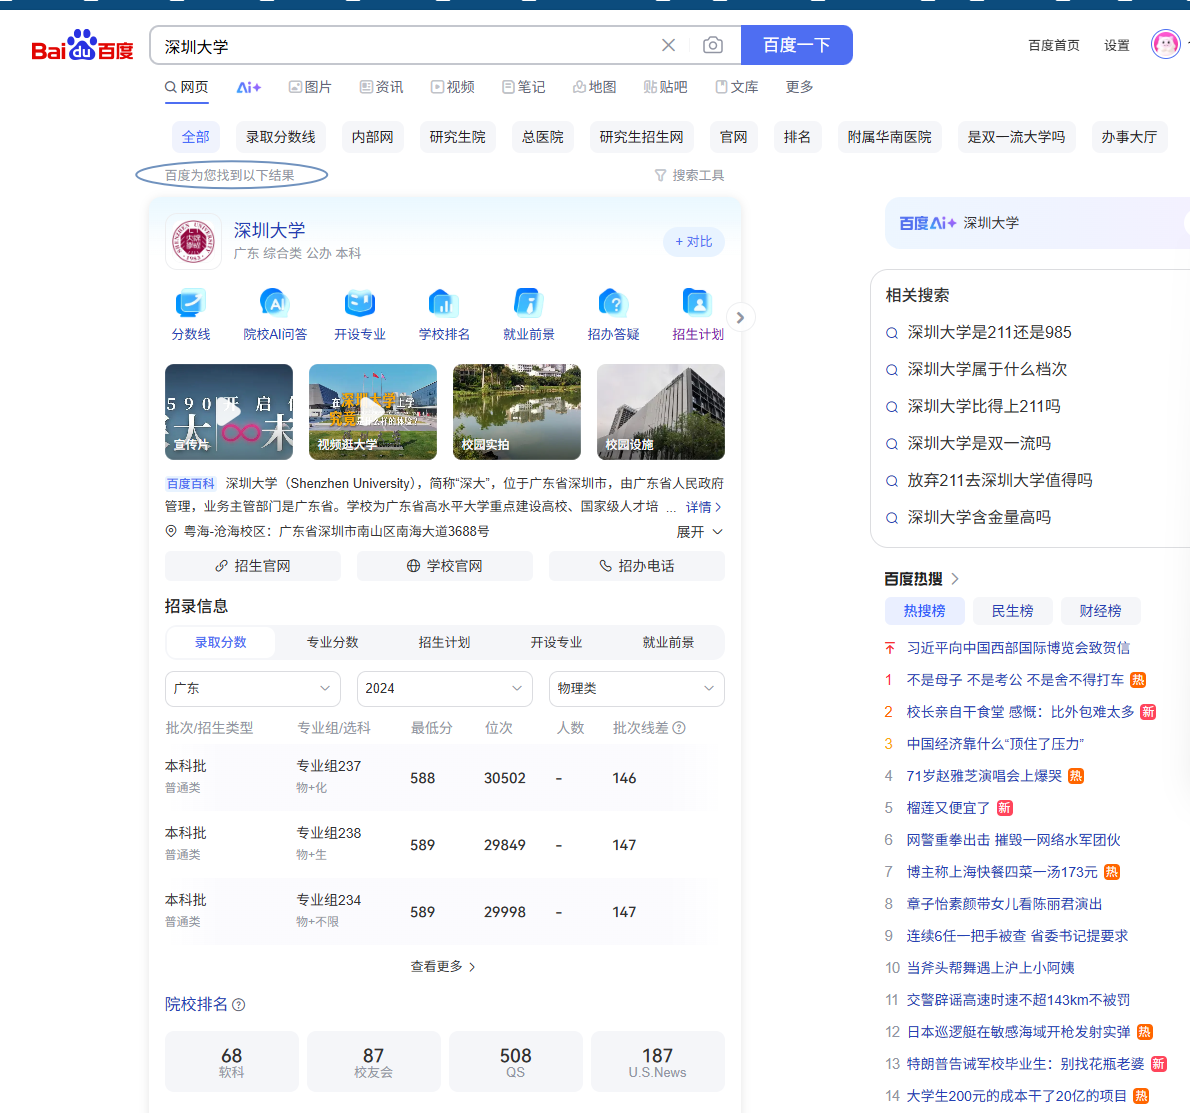 Bai du 百度
深圳大学
百度一下
百度首页 设置
网页 Ai+ 图片 资讯 视频 笔记 地图 贴吧 文库 更多
全部 录取分数线 内部网 研究生院 总医院 研究生招生网 官网 排名 附属华南医院 是双一流大学吗 办事大厅
百度为您找到以下结果
搜索工具
深圳大学
广东 综合类 公办 本科
+ 对比
分数线 院校AI问答 开设专业 学校排名 就业前景 招办答疑 招生计划
宣传片
视频逛大学
校园实拍
校园设施
百度百科 深圳大学（Shenzhen University），简称“深大”，位于广东省深圳市，由广东省人民政府
管理，业务主管部门是广东省。学校为广东省高水平大学重点建设高校、国家级人才培 ... 详情
粤海-沧海校区：广东省深圳市南山区南海大道3688号
展开
招生官网 学校官网 招办电话
招录信息
录取分数 专业分数 招生计划 开设专业 就业前景
广东 2024 物理类
批次/招生类型 专业组/选科 最低分 位次 人数 批次线差
本科批 专业组237 588 30502 - 146
普通类 物+化
本科批 专业组238 589 29849 - 147
普通类 物+生
本科批 专业组234 589 29998 - 147
普通类 物+不限
查看更多
院校排名
68 87 508 187
软科 校友会 QS U.S.News
百度Ai+ 深圳大学
相关搜索
深圳大学是211还是985
深圳大学属于什么档次
深圳大学比得上211吗
深圳大学是双一流吗
放弃211去深圳大学值得吗
深圳大学含金量高吗
百度热搜
热搜榜 民生榜 财经榜
习近平向中国西部国际博览会致贺信
1 不是母子 不是考公 不是舍不得打车 热
2 校长亲自干食堂 感慨：比外包难太多 新
3 中国经济靠什么“顶住了压力”
4 71岁赵雅芝演唱会上爆哭 热
5 榴莲又便宜了 新
6 网警重拳出击 摧毁一网络水军团伙
7 博主称上海快餐四菜一汤173元 热
8 章子怡素颜带女儿看陈丽君演出
9 连续6任一把手被查 省委书记提要求
10 当斧头帮舞遇上沪上小阿姨
11 交警辟谣高速时速不超143km不被罚
12 日本巡逻艇在敏感海域开枪发射实弹 热
13 特朗普告诫军校毕业生：别找花瓶老婆 新
14 大学生200元的成本干了20亿的项目 热